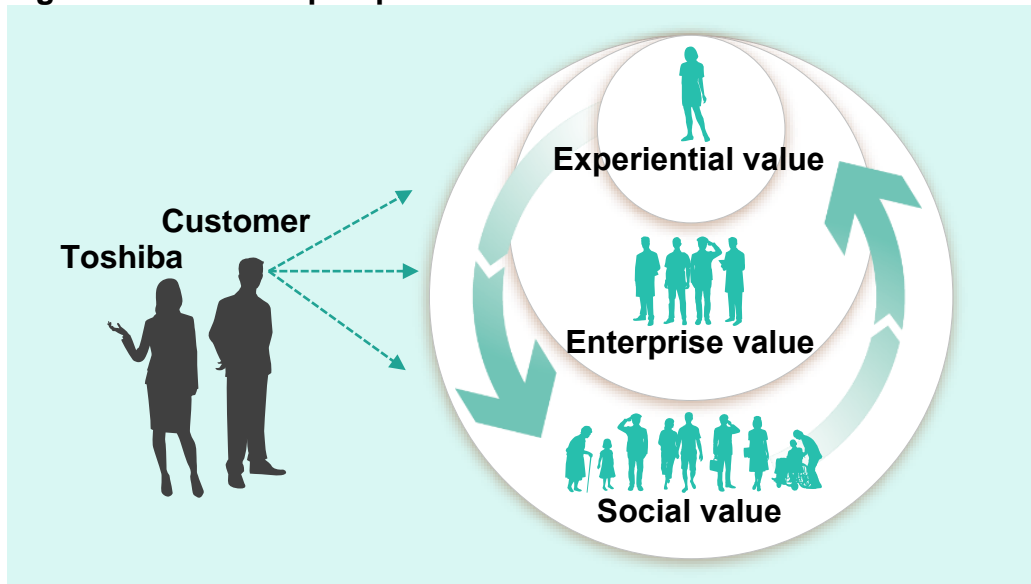 Experiential value
Customer
Toshiba
Enterprise value
Social value